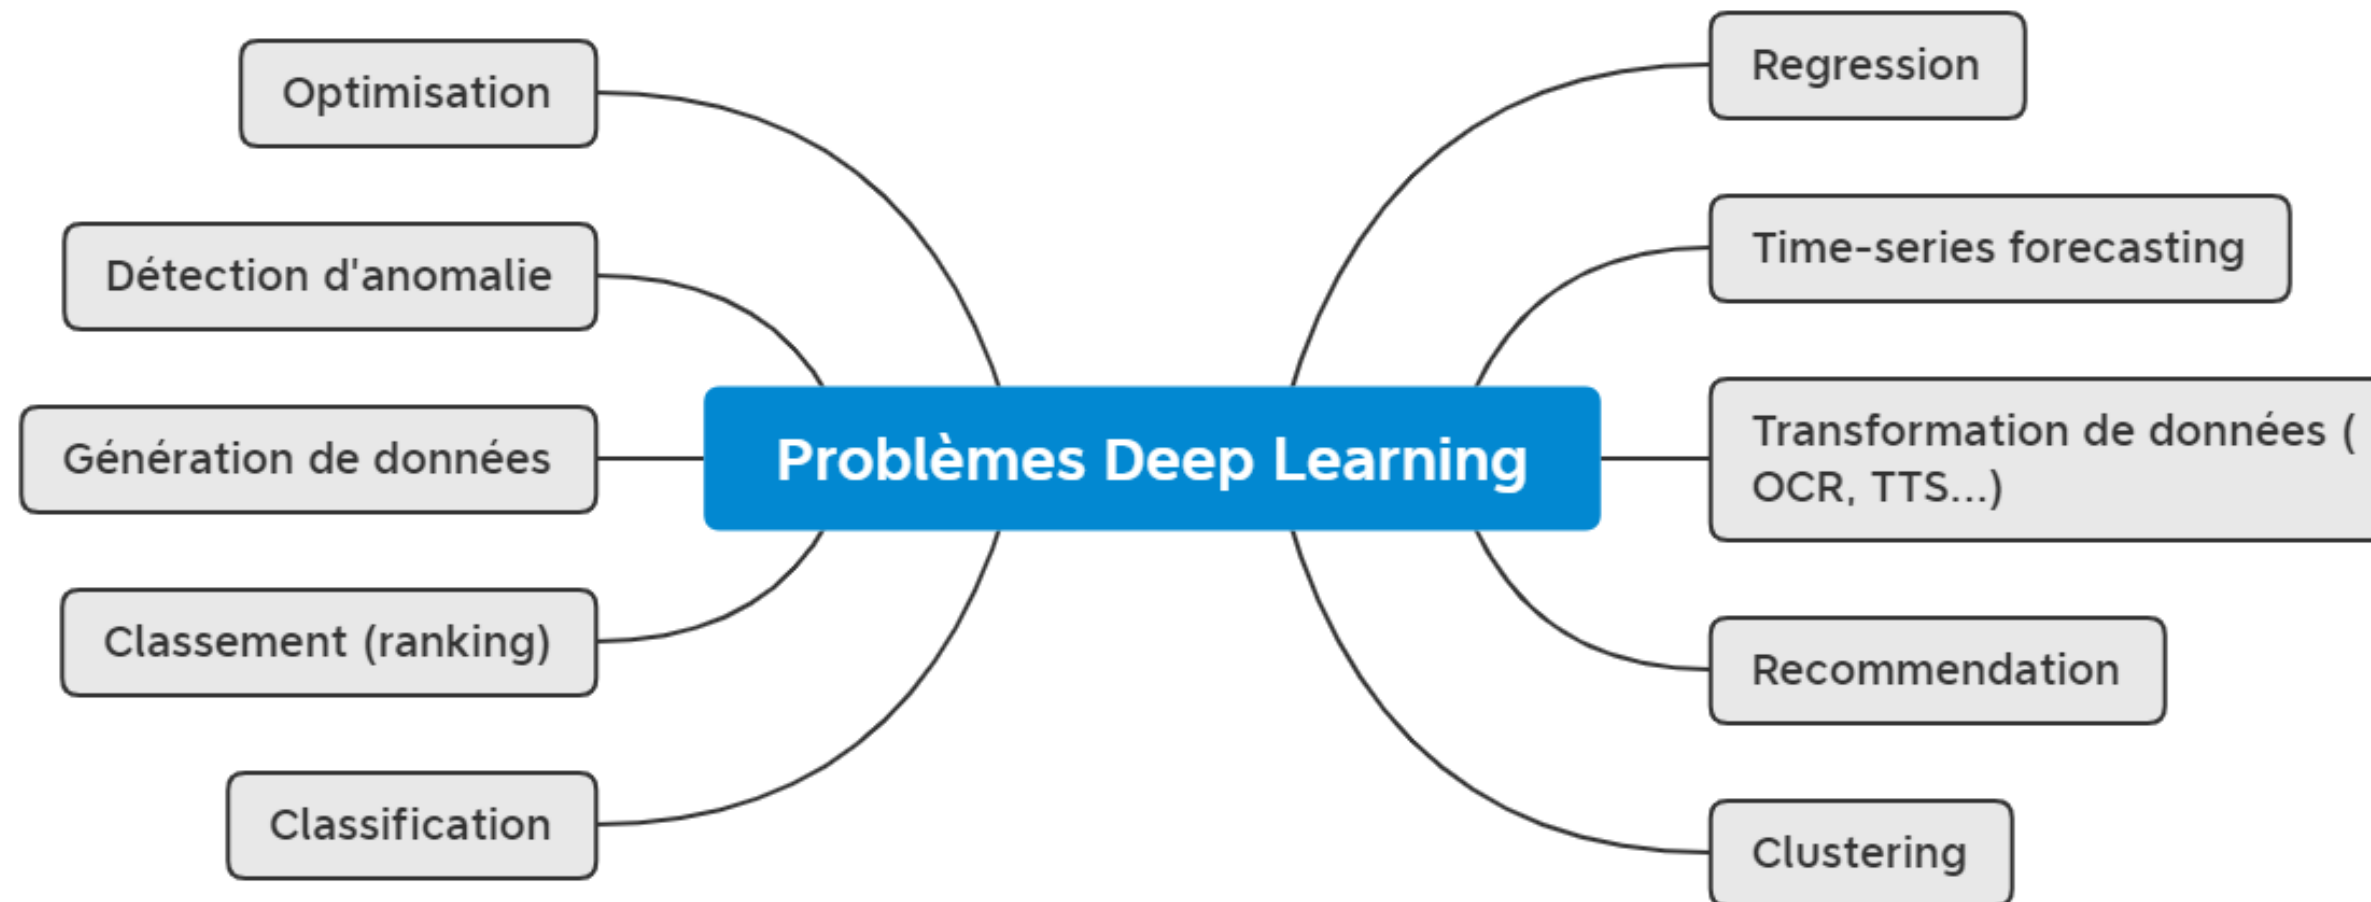 Optimisation
Détection d'anomalie
Génération de données
Classement (ranking)
Classification
Problèmes Deep Learning
Regression
Time-series forecasting
Transformation de données (
OCR, TTS...)
Recommendation
Clustering